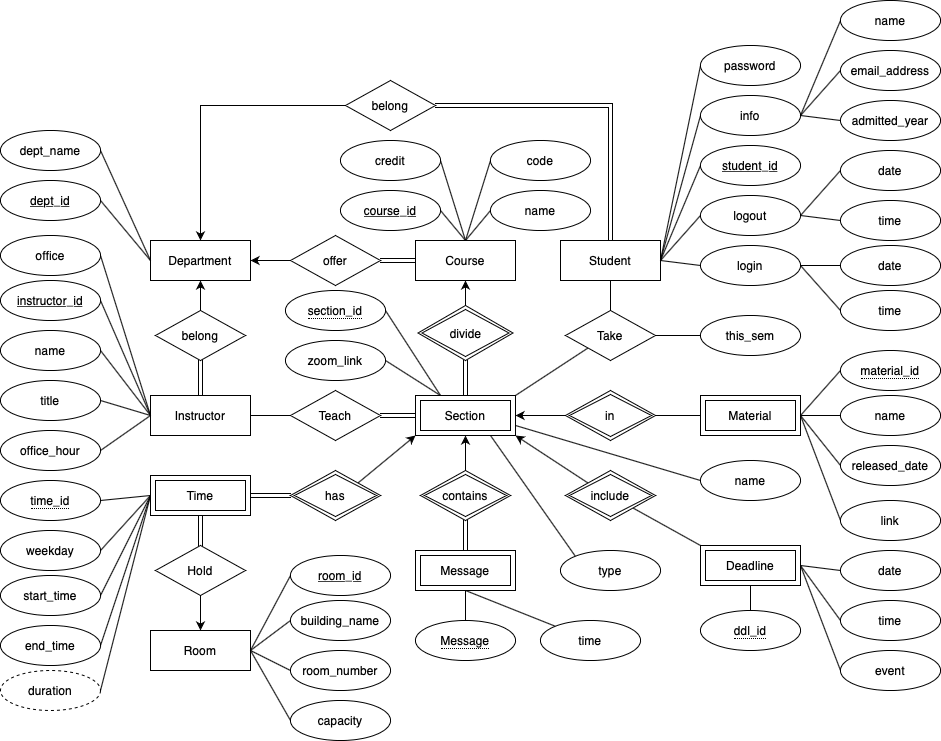 name
password
email_address
belong
info
admitted_year
dept_name
credit
code
student_id
date
dept_id
course_id
name
logout
time
office
Department
offer
Course
Student
login
date
instructor_id
section_id
time
name
belong
zoom_link
divide
Take
this_sem
title
material_id
Instructor
Teach
Section
in
Material
name
office_hour
released_date
time_id
Time
has
contains
include
name
link
weekday
Hold
Message
type
Deadline
date
start_time
room_id
building_name
time
end_time
Room
Message
time
ddl_id
room_number
event
duration
capacity